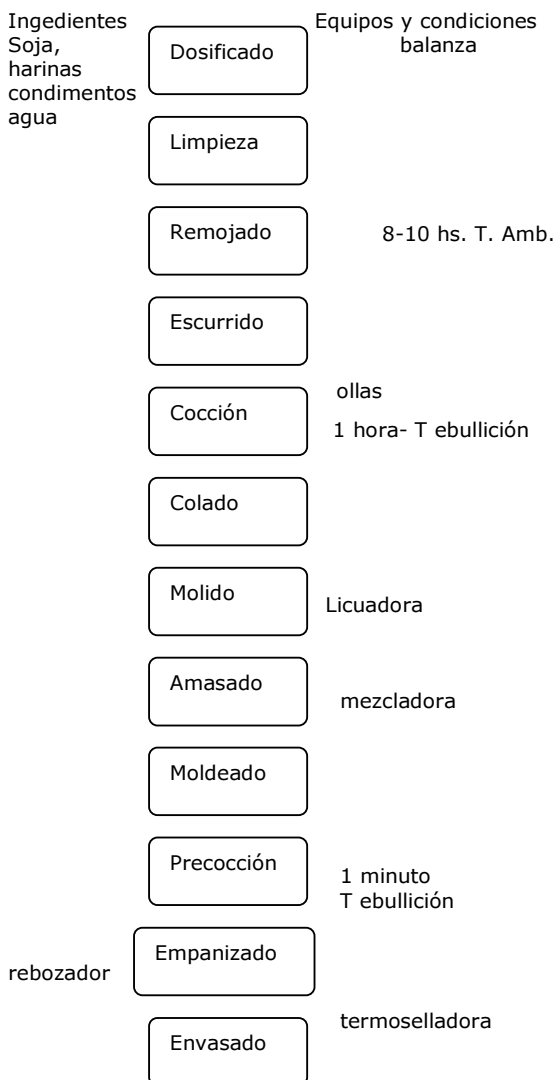 Ingedientes
Soja,
harinas
condimentos
agua
Equipos y condiciones
balanza
Dosificado
Limpieza
Remojado
8-10 hs. T. Amb.
Escurrido
Cocción
ollas
1 hora- T ebullición
Colado
Molido
Licuadora
Amasado
mezcladora
Moldeado
Precocción
1 minuto
T ebullición
Empanizado
rebozador
Envasado
termoselladora